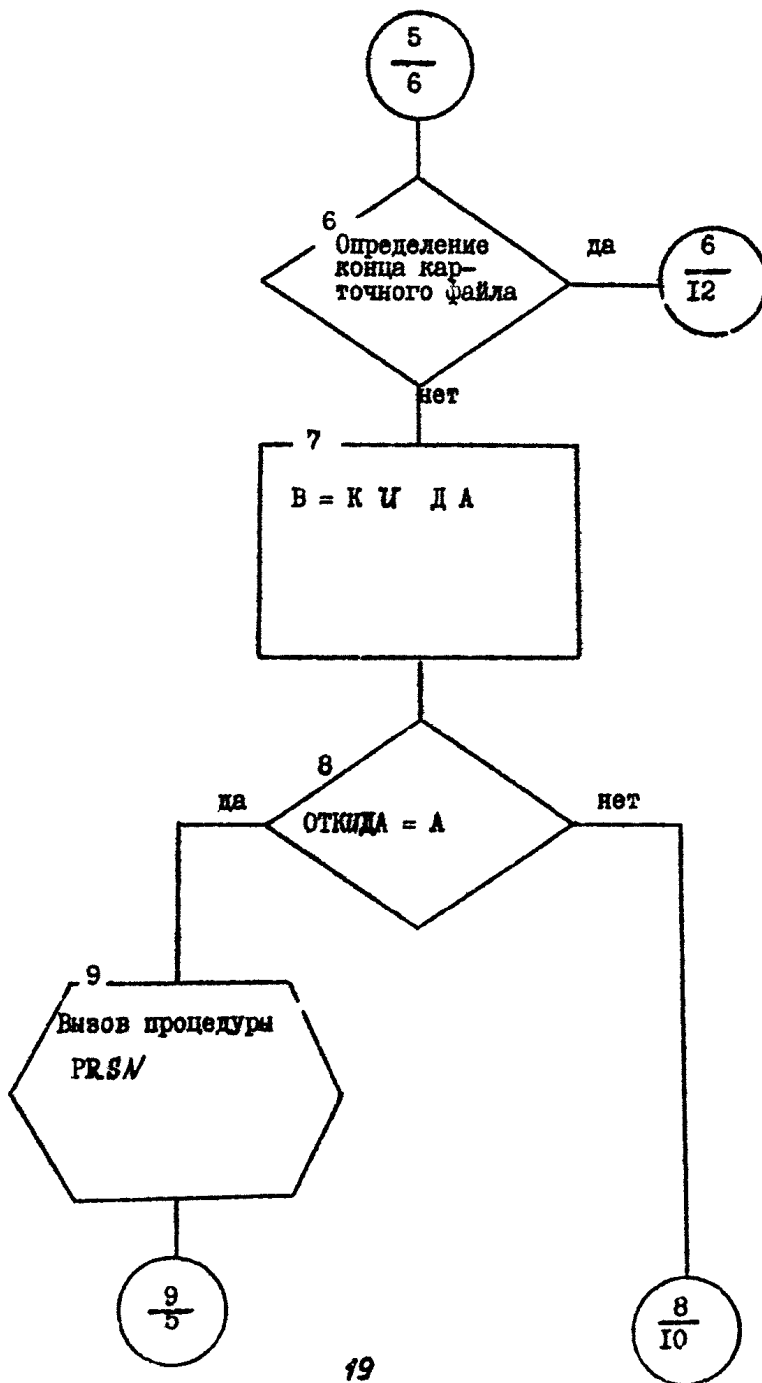 5
6
6
Определение
конца кар-
точного файла
да
6
I2
нет
7
В = К И Д А
8
да
ОТКИДА = А
нет
9
Вызов процедуры
PRSN
9
5
8
I0
19